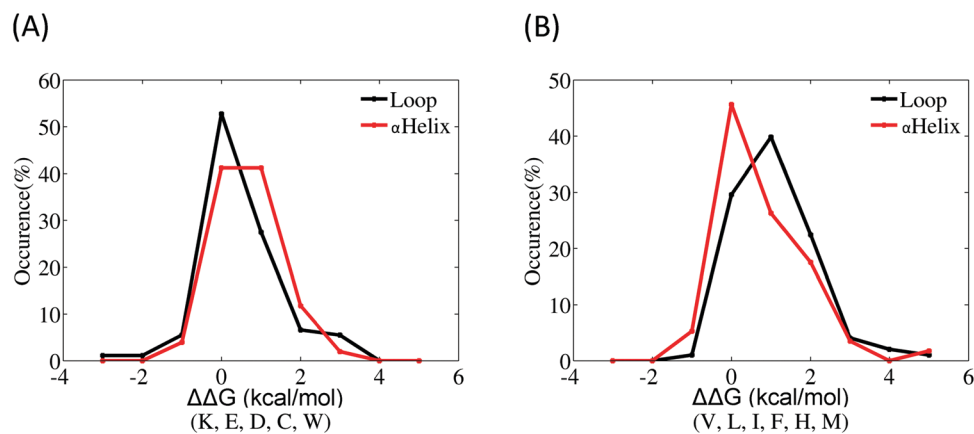 (A)
(B)
60
50
40
30
20
10
0
-4
-2
0
2
4
6
Occurence(%)
Loop
αHelix
ΔΔG (kcal/mol)
(K, E, D, C, W)
50
40
30
20
10
0
-4
-2
0
2
4
6
Occurence(%)
Loop
αHelix
ΔΔG (kcal/mol)
(V, L, I, F, H, M)